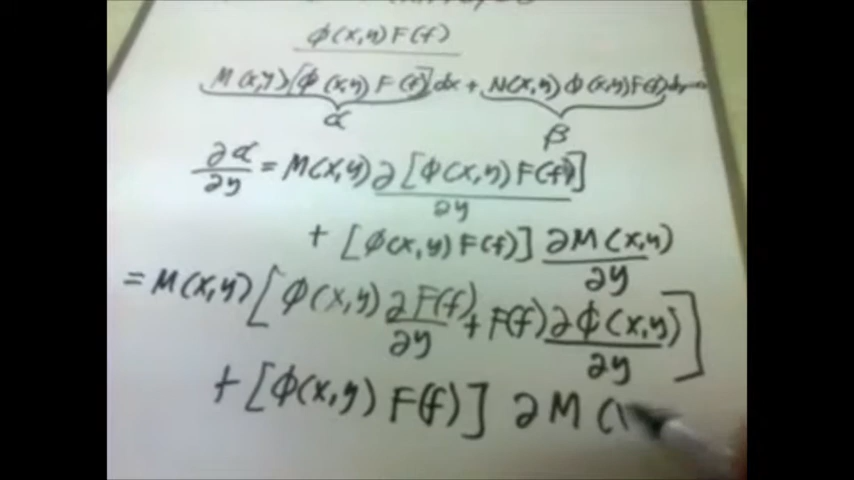 φ(x,y) F(f)
M(x,y) [φ(x,y) F(f)] dx + N(x,y) φ(x,y) F(f) dy
α β
∂α/∂y = M(x,y) ∂[φ(x,y) F(f)]/∂y
+ [φ(x,y) F(f)] ∂M(x,y)/∂y
= M(x,y) [φ(x,y) ∂F(f)/∂y + F(f) ∂φ(x,y)/∂y]
+ [φ(x,y) F(f)] ∂M (